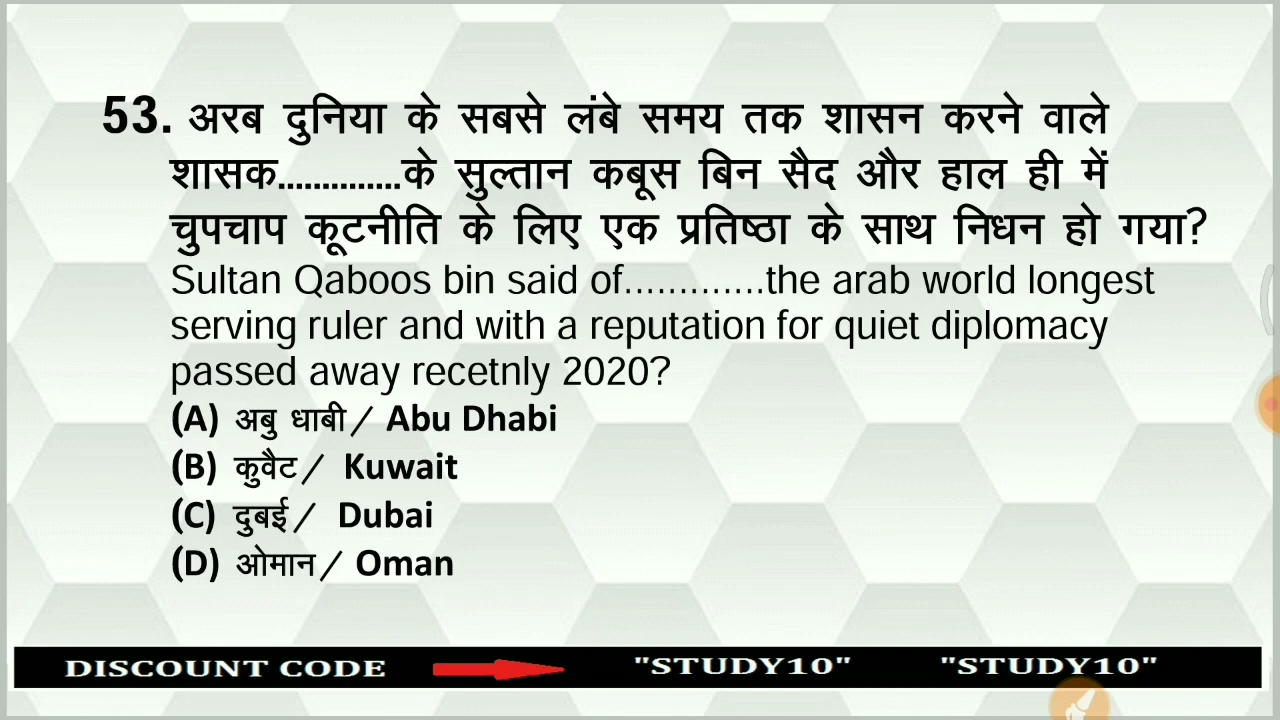 53. अरब दुनिया के सबसे लंबे समय तक शासन करने वाले
शासक..............के सुल्तान कबूस बिन सैद और हाल ही में
चुपचाप कूटनीति के लिए एक प्रतिष्ठा के साथ निधन हो गया?
Sultan Qaboos bin said of.............the arab world longest
serving ruler and with a reputation for quiet diplomacy
passed away recetnly 2020?
(A) अबु धाबी/ Abu Dhabi
(B) कुवैट/ Kuwait
(C) दुबई/ Dubai
(D) ओमान/ Oman
DISCOUNT CODE "STUDY10" "STUDY10"